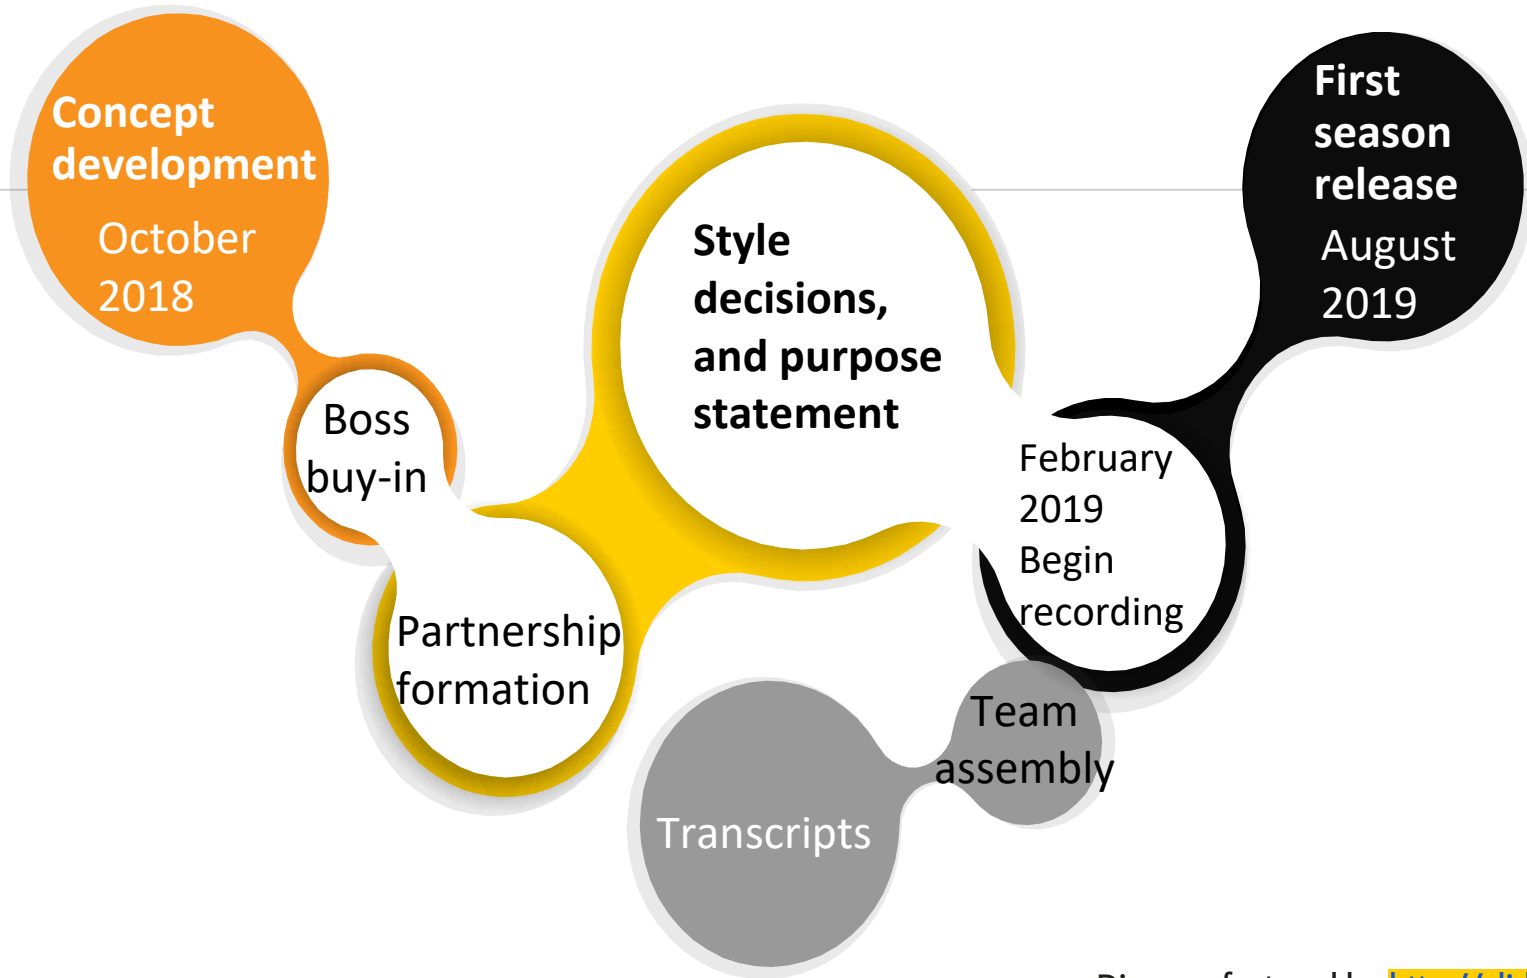 Concept
development
October
2018
Boss
buy-in
Partnership
formation
Style
decisions,
and purpose
statement
First
season
release
August
2019
February
2019
Begin
recording
Team
assembly
Transcripts